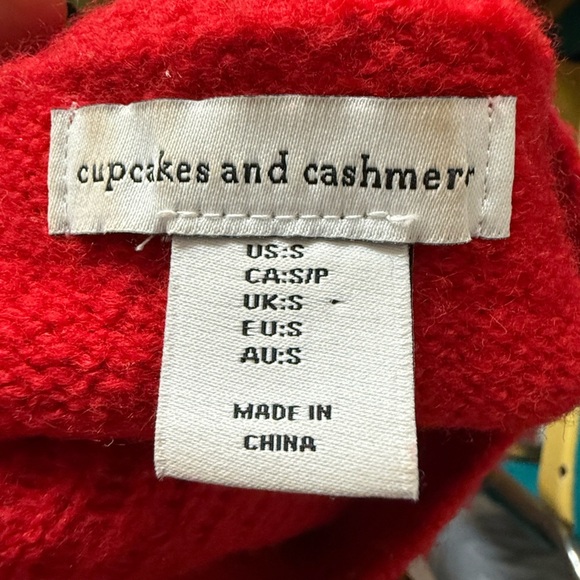 cupcakes and cashmere
US:S
CA:S/P
UK:S
EU:S
AU:S
MADE IN
CHINA